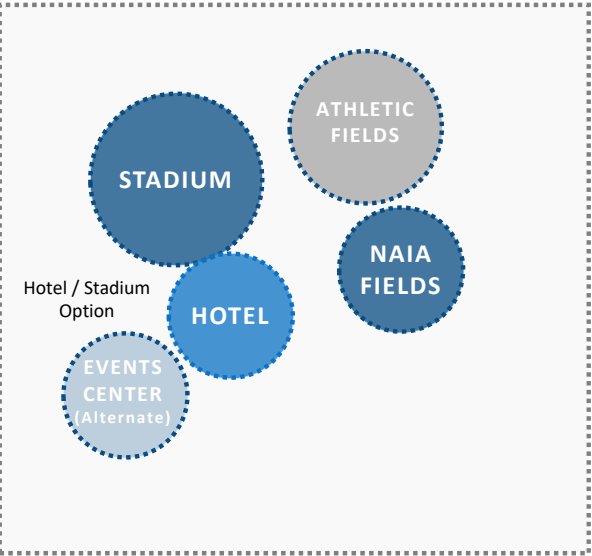 ATHLETIC
FIELDS
STADIUM
NAIA
FIELDS
Hotel / Stadium
Option
HOTEL
EVENTS
CENTER
(Alternate)